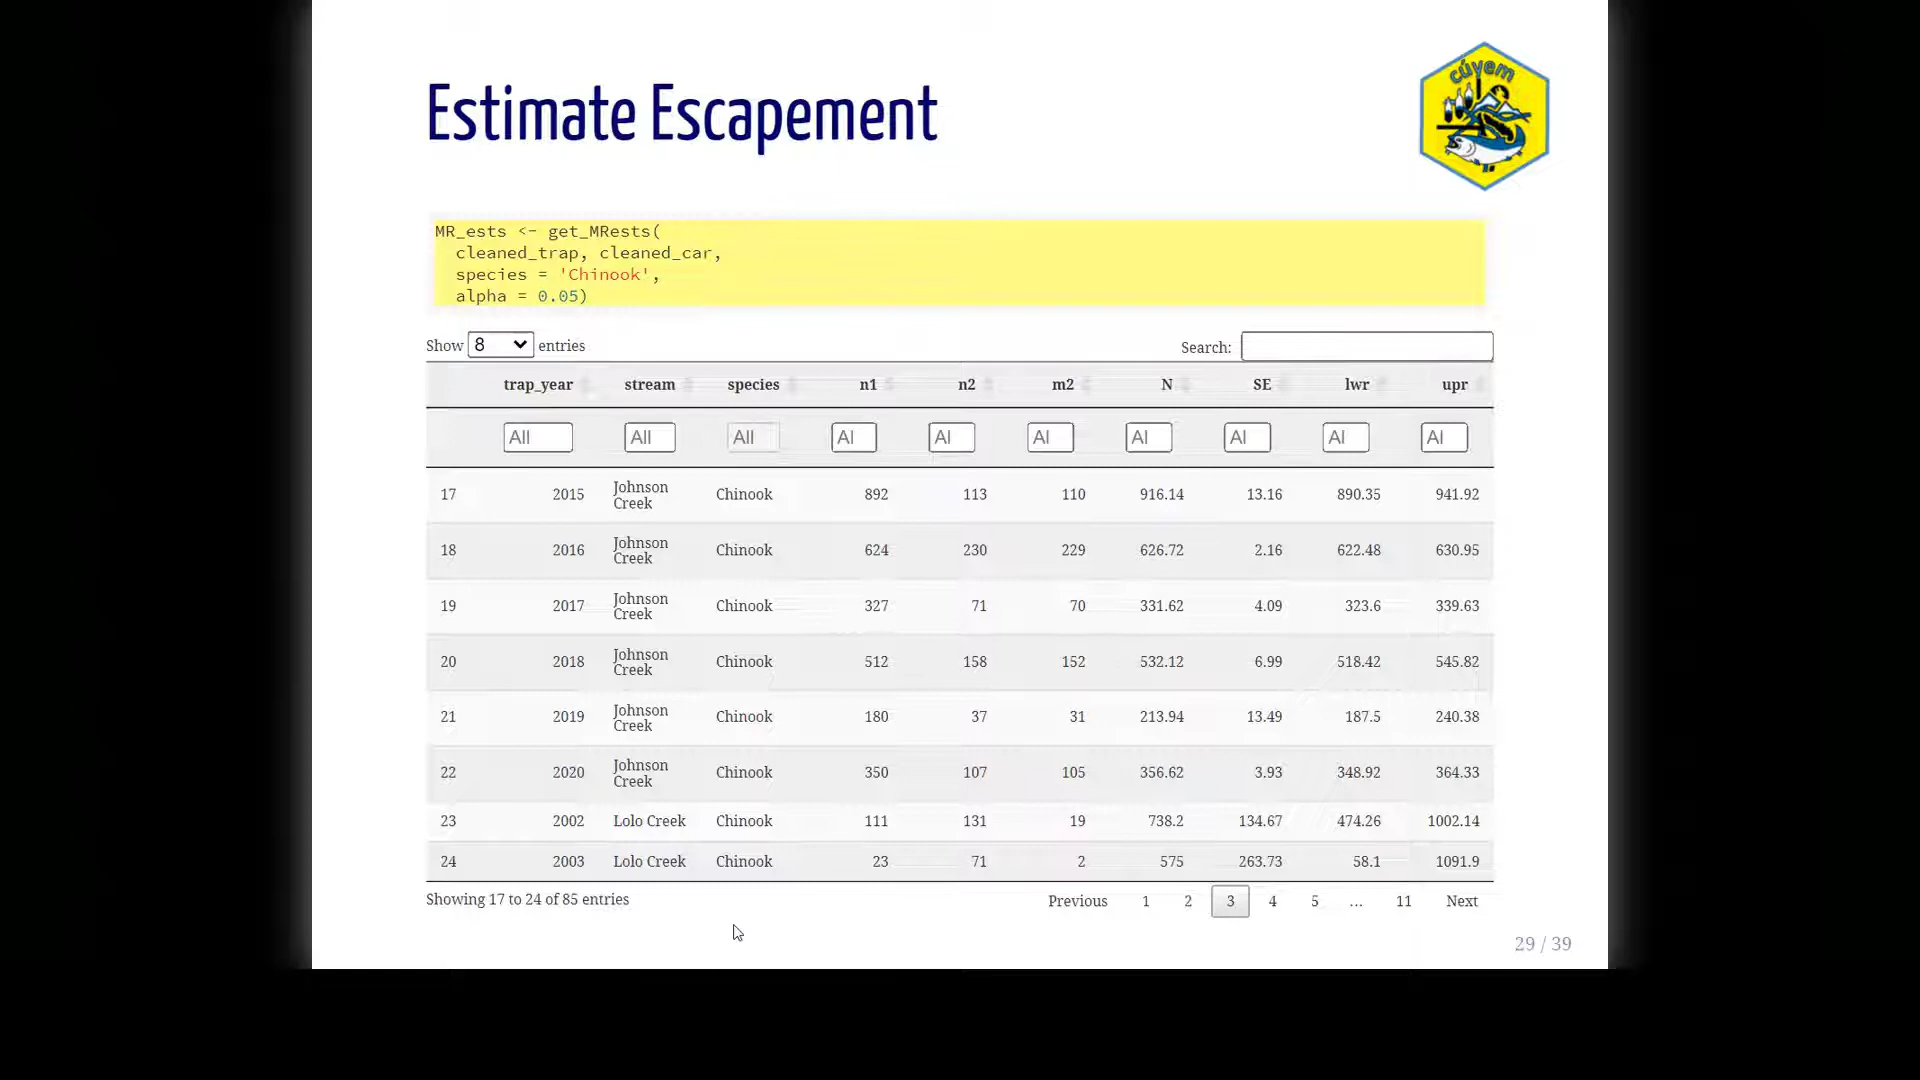 Estimate Escapement
cúyem
MR_ests <- get_MRests(
cleaned_trap, cleaned_car,
species = 'Chinook',
alpha = 0.05)
Show 8 entries
Search:
trap_year stream species n1 n2 m2 N SE lwr upr
All All All Al Al Al Al Al Al Al
17 2015 Johnson Creek Chinook 892 113 110 916.14 13.16 890.35 941.92
18 2016 Johnson Creek Chinook 624 230 229 626.72 2.16 622.48 630.95
19 2017 Johnson Creek Chinook 327 71 70 331.62 4.09 323.6 339.63
20 2018 Johnson Creek Chinook 512 158 152 532.12 6.99 518.42 545.82
21 2019 Johnson Creek Chinook 180 37 31 213.94 13.49 187.5 240.38
22 2020 Johnson Creek Chinook 350 107 105 356.62 3.93 348.92 364.33
23 2002 Lolo Creek Chinook 111 131 19 738.2 134.67 474.26 1002.14
24 2003 Lolo Creek Chinook 23 71 2 575 263.73 58.1 1091.9
Showing 17 to 24 of 85 entries
Previous 1 2 3 4 5 ... 11 Next
29 / 39